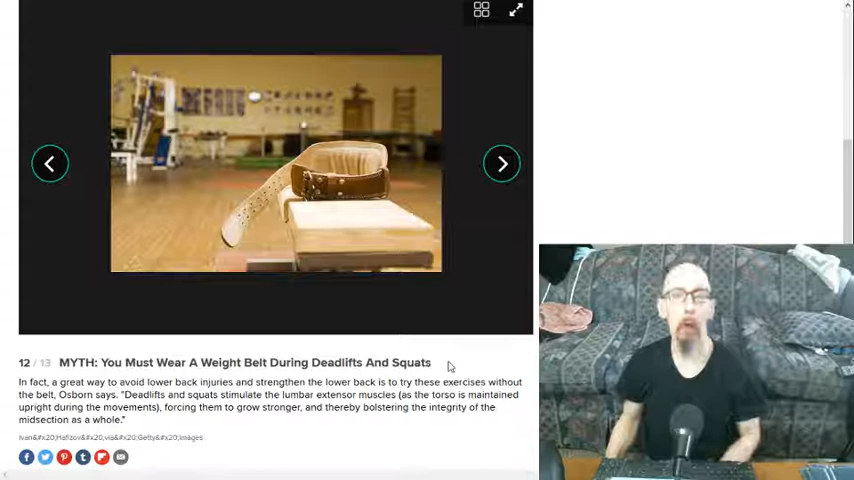 12 / 13 MYTH: You Must Wear A Weight Belt During Deadlifts And Squats
In fact, a great way to avoid lower back injuries and strengthen the lower back is to try these exercises without
the belt, Osborn says. "Deadlifts and squats stimulate the lumbar extensor muscles (as the torso is maintained
upright during the movements), forcing them to grow stronger, and thereby bolstering the integrity of the
midsection as a whole."
Ivan&#x20;Hafizov&#x20;via&#x20;Getty&#x20;Images